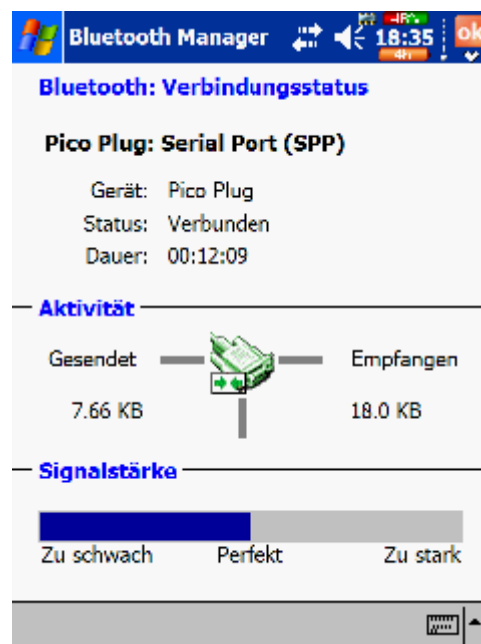 Bluetooth Manager 18:35 ok
4h
Bluetooth: Verbindungsstatus
Pico Plug: Serial Port (SPP)
Gerät: Pico Plug
Status: Verbunden
Dauer: 00:12:09
Aktivität
Gesendet Empfangen
7.66 KB 18.0 KB
Signalstärke
Zu schwach Perfekt Zu stark